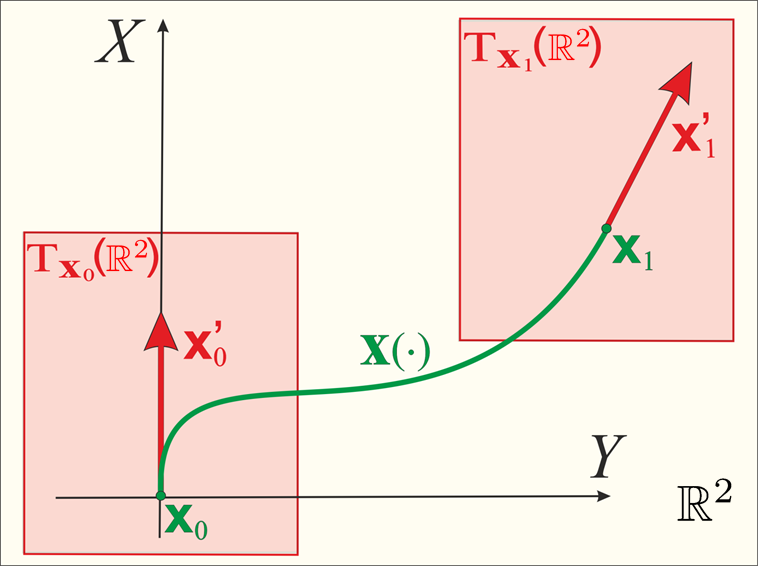 X
T𝐱₁(ℝ²)
𝐱′₁
𝐱₁
T𝐱₀(ℝ²)
𝐱′₀
𝐱(·)
Y
ℝ²
𝐱₀